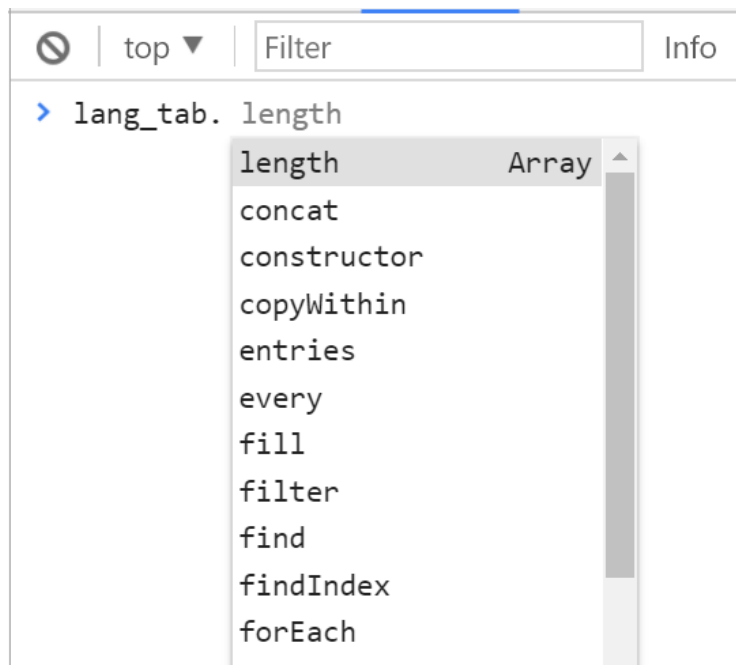 top ▼ Filter Info
> lang_tab. length
length Array
concat
constructor
copyWithin
entries
every
fill
filter
find
findIndex
forEach